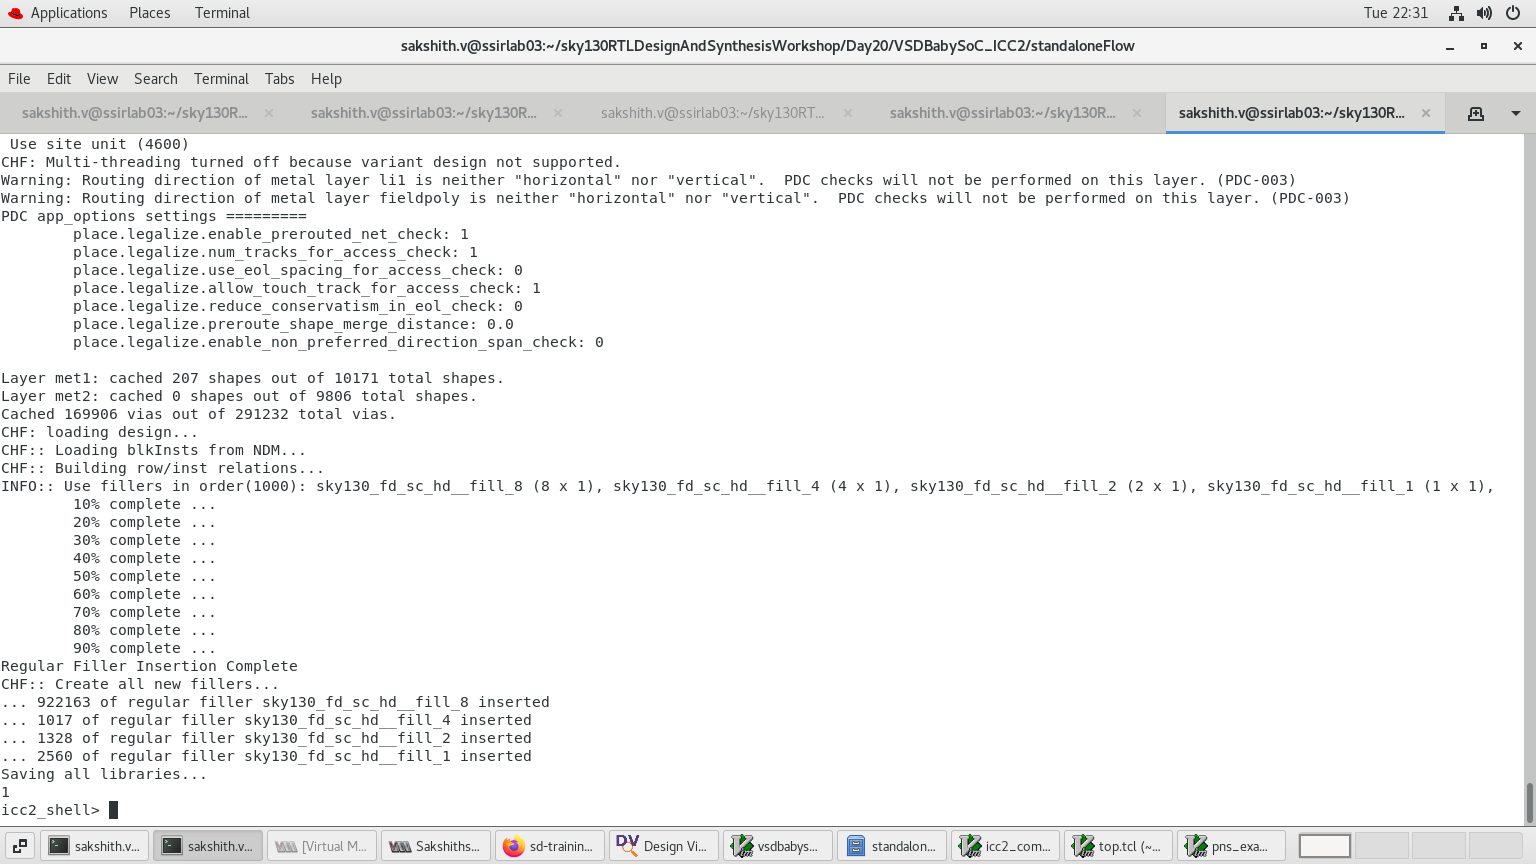 Applications Places Terminal Tue 22:31
sakshith.v@ssirlab03:~/sky130RTLDesignAndSynthesisWorkshop/Day20/VSDBabySoC_ICC2/standaloneFlow
File Edit View Search Terminal Tabs Help
sakshith.v@ssirlab03:~/sky130R... sakshith.v@ssirlab03:~/sky130R... sakshith.v@ssirlab03:~/sky130RT... sakshith.v@ssirlab03:~/sky130R... sakshith.v@ssirlab03:~/sky130R...
Use site unit (4600)
CHF: Multi-threading turned off because variant design not supported.
Warning: Routing direction of metal layer li1 is neither "horizontal" nor "vertical".  PDC checks will not be performed on this layer. (PDC-003)
Warning: Routing direction of metal layer fieldpoly is neither "horizontal" nor "vertical".  PDC checks will not be performed on this layer. (PDC-003)
PDC app_options settings =========
place.legalize.enable_prerouted_net_check: 1
place.legalize.num_tracks_for_access_check: 1
place.legalize.use_eol_spacing_for_access_check: 0
place.legalize.allow_touch_track_for_access_check: 1
place.legalize.reduce_conservatism_in_eol_check: 0
place.legalize.preroute_shape_merge_distance: 0.0
place.legalize.enable_non_preferred_direction_span_check: 0
Layer met1: cached 207 shapes out of 10171 total shapes.
Layer met2: cached 0 shapes out of 9806 total shapes.
Cached 169906 vias out of 291232 total vias.
CHF: loading design...
CHF:: Loading blkInsts from NDM...
CHF:: Building row/inst relations...
INFO:: Use fillers in order(1000): sky130_fd_sc_hd__fill_8 (8 x 1), sky130_fd_sc_hd__fill_4 (4 x 1), sky130_fd_sc_hd__fill_2 (2 x 1), sky130_fd_sc_hd__fill_1 (1 x 1),
10% complete ...
20% complete ...
30% complete ...
40% complete ...
50% complete ...
60% complete ...
70% complete ...
80% complete ...
90% complete ...
Regular Filler Insertion Complete
CHF:: Create all new fillers...
... 922163 of regular filler sky130_fd_sc_hd__fill_8 inserted
... 1017 of regular filler sky130_fd_sc_hd__fill_4 inserted
... 1328 of regular filler sky130_fd_sc_hd__fill_2 inserted
... 2560 of regular filler sky130_fd_sc_hd__fill_1 inserted
Saving all libraries...
1
icc2_shell>
sakshith.v... sakshith.v... [Virtual M... Sakshiths... sd-trainin... DV Design Vi... vsdbabys... standalon... icc2_com... top.tcl (~... pns_exa...